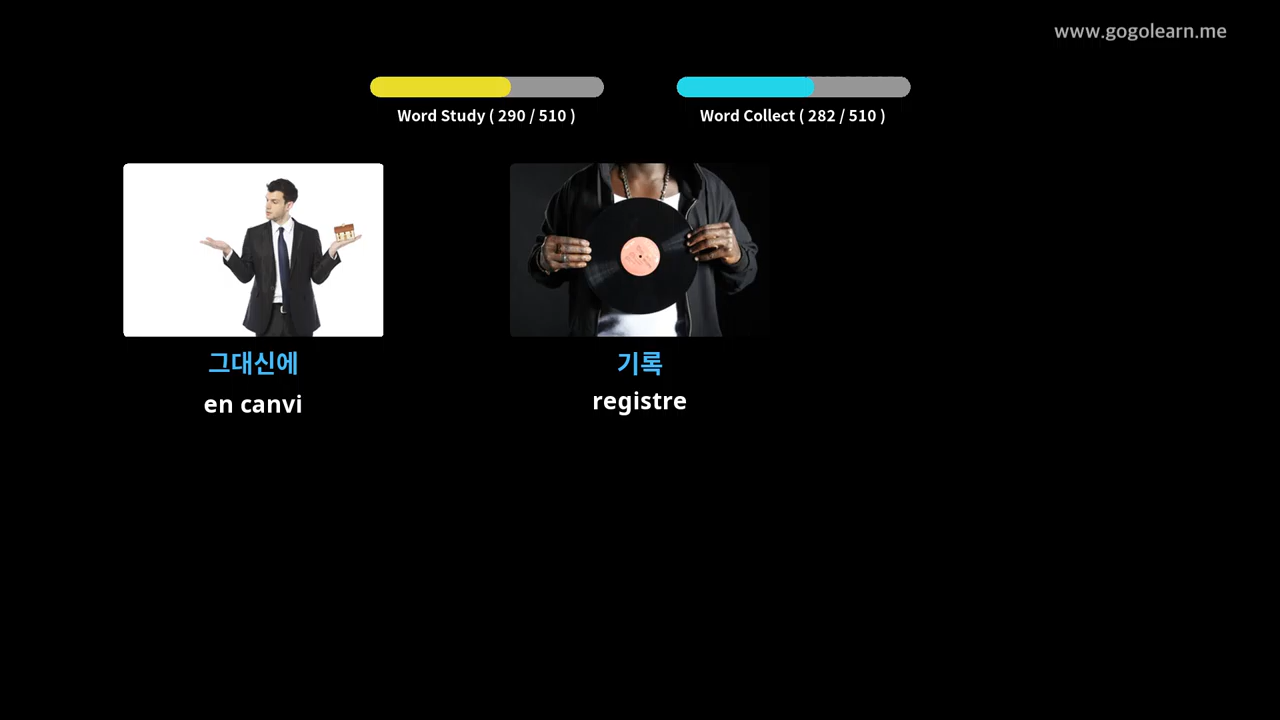 www.gogolearn.me
Word Study ( 290 / 510 )
Word Collect ( 282 / 510 )
그대신에
en canvi
기록
registre